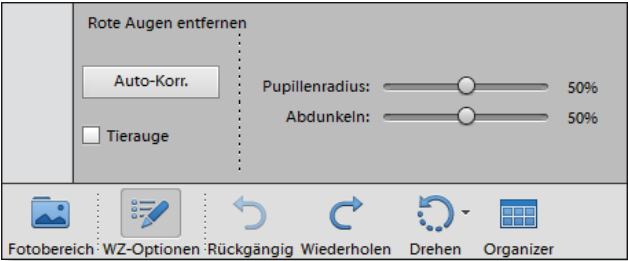 Rote Augen entfernen
Auto-Korr.
Pupillenradius: 50%
Abdunkeln: 50%
Tierauge
Fotobereich WZ-Optionen Rückgängig Wiederholen Drehen Organizer